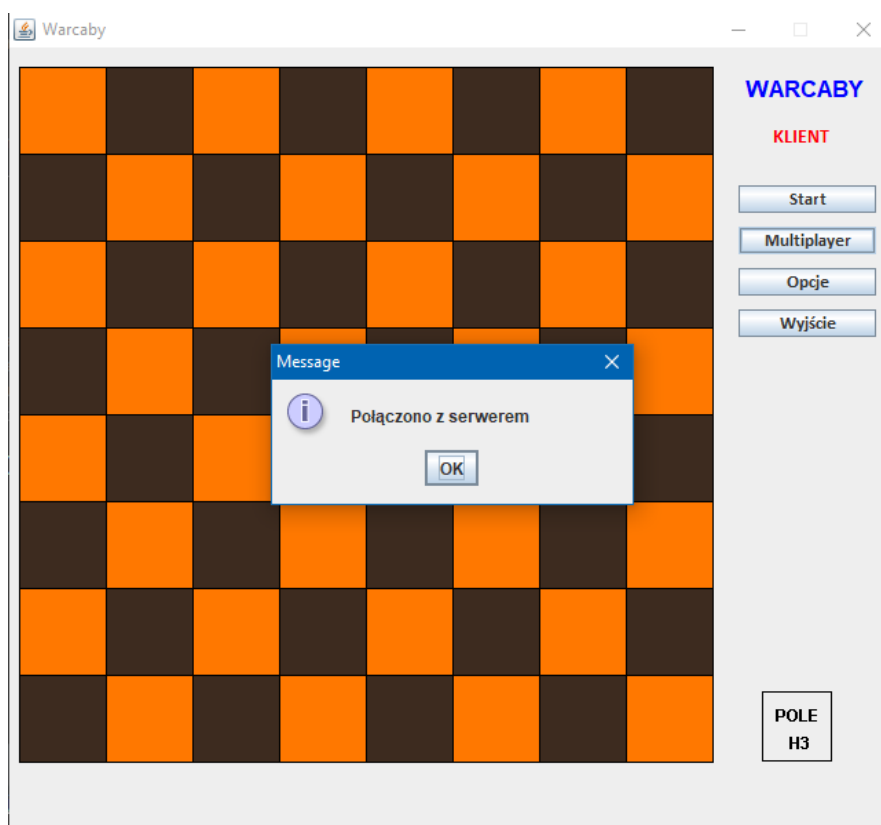 Warcaby
WARCABY
KLIENT
Start
Multiplayer
Opcje
Wyjście
Message
i
Połączono z serwerem
OK
POLE
H3